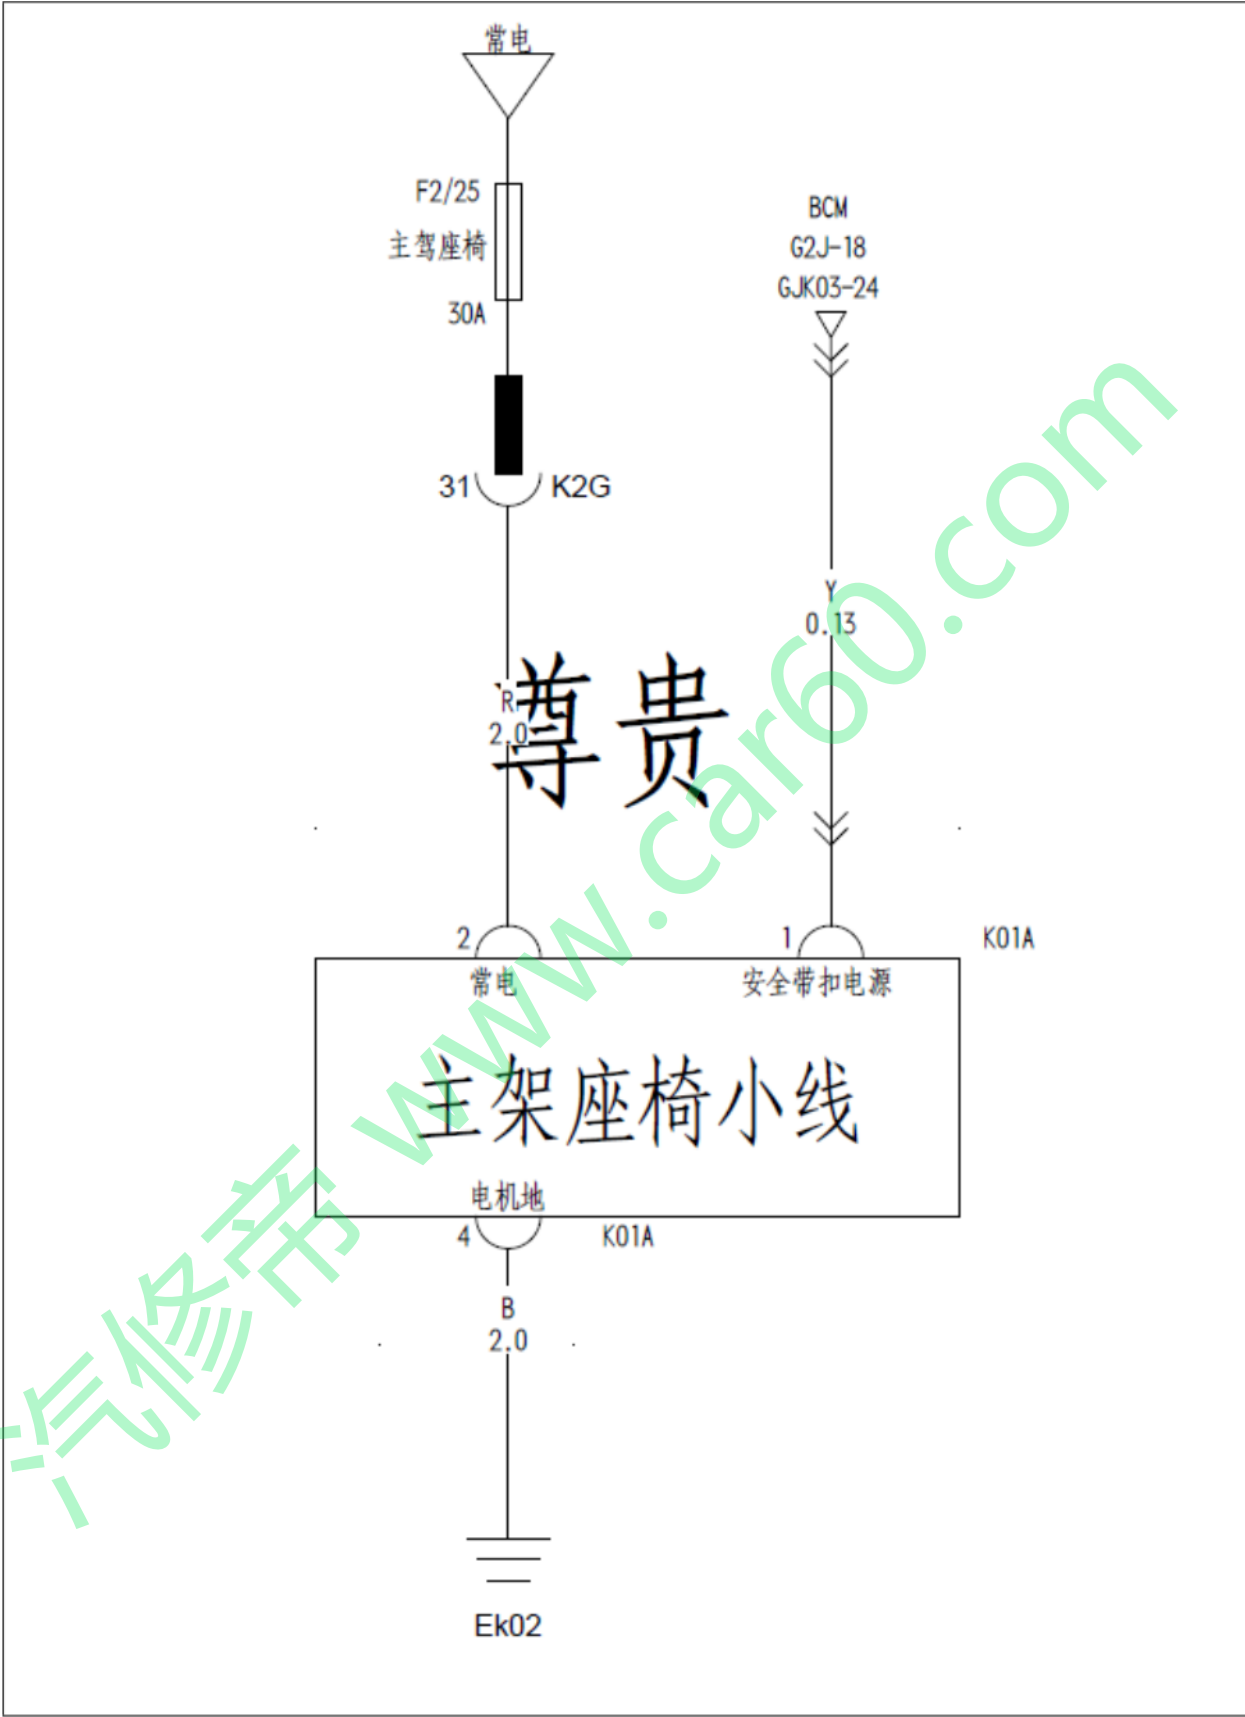 常电
F2/25
主驾座椅
30A
BCM
G2J-18
GJK03-24
31
K2G
Y
0.13
R
2.0
尊贵
2
1
K01A
常电
安全带扣电源
主架座椅小线
电机地
4
K01A
B
2.0
Ek02
汽修帝 www.car60.com